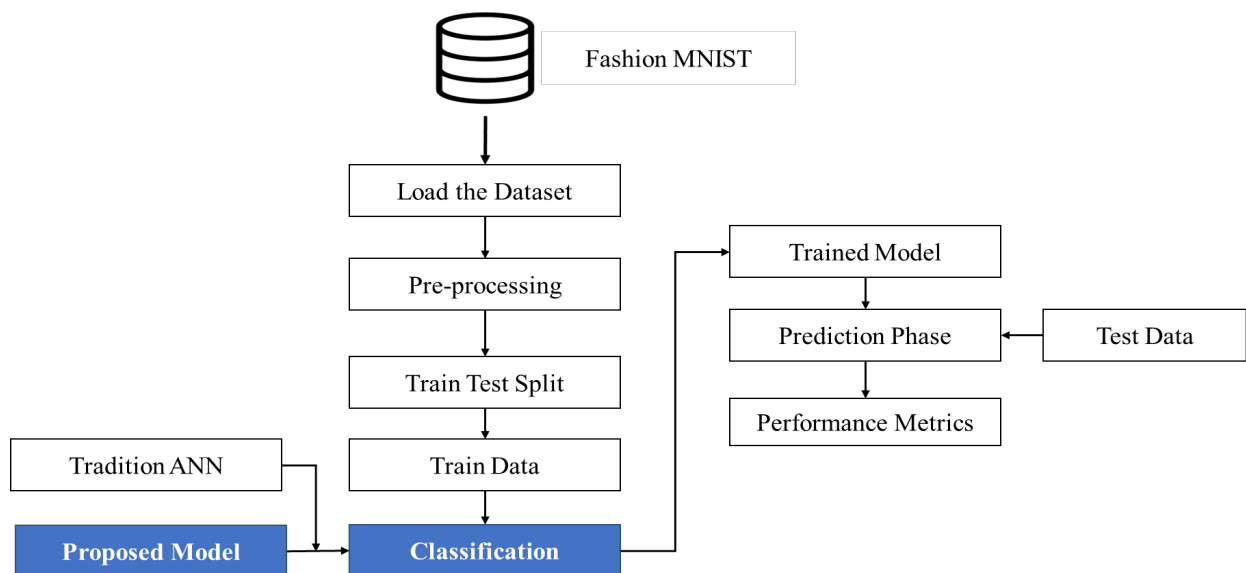 Fashion MNIST
Load the Dataset
Pre-processing
Train Test Split
Train Data
Tradition ANN
Proposed Model
Classification
Trained Model
Prediction Phase
Test Data
Performance Metrics